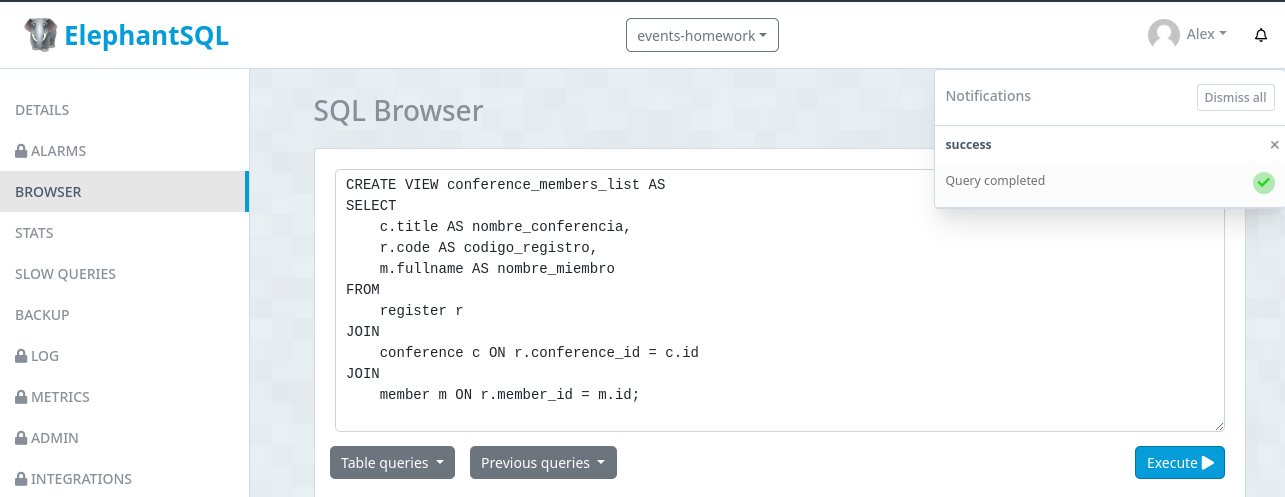 ElephantSQL
events-homework
Alex
Notifications
Dismiss all
success
×
Query completed
DETAILS
ALARMS
BROWSER
STATS
SLOW QUERIES
BACKUP
LOG
METRICS
ADMIN
INTEGRATIONS
SQL Browser
CREATE VIEW conference_members_list AS
SELECT
    c.title AS nombre_conferencia,
    r.code AS codigo_registro,
    m.fullname AS nombre_miembro
FROM
    register r
JOIN
    conference c ON r.conference_id = c.id
JOIN
    member m ON r.member_id = m.id;
Table queries
Previous queries
Execute